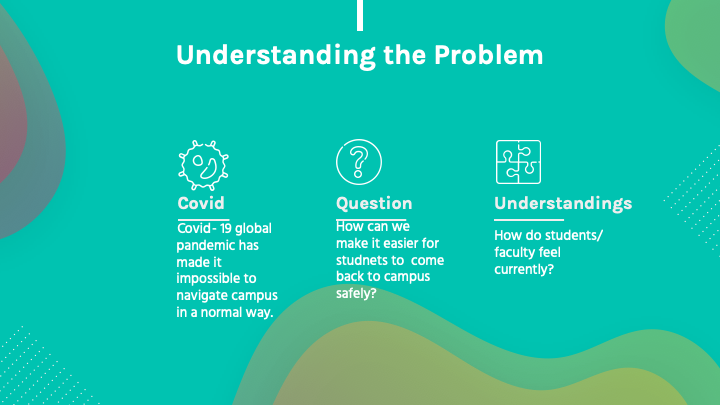 Understanding the Problem
Covid
Covid- 19 global
pandemic has
made it
impossible to
navigate campus
in a normal way.
Question
How can we
make it easier for
studnets to  come
back to campus
safely?
Understandings
How do students/
faculty feel
currently?